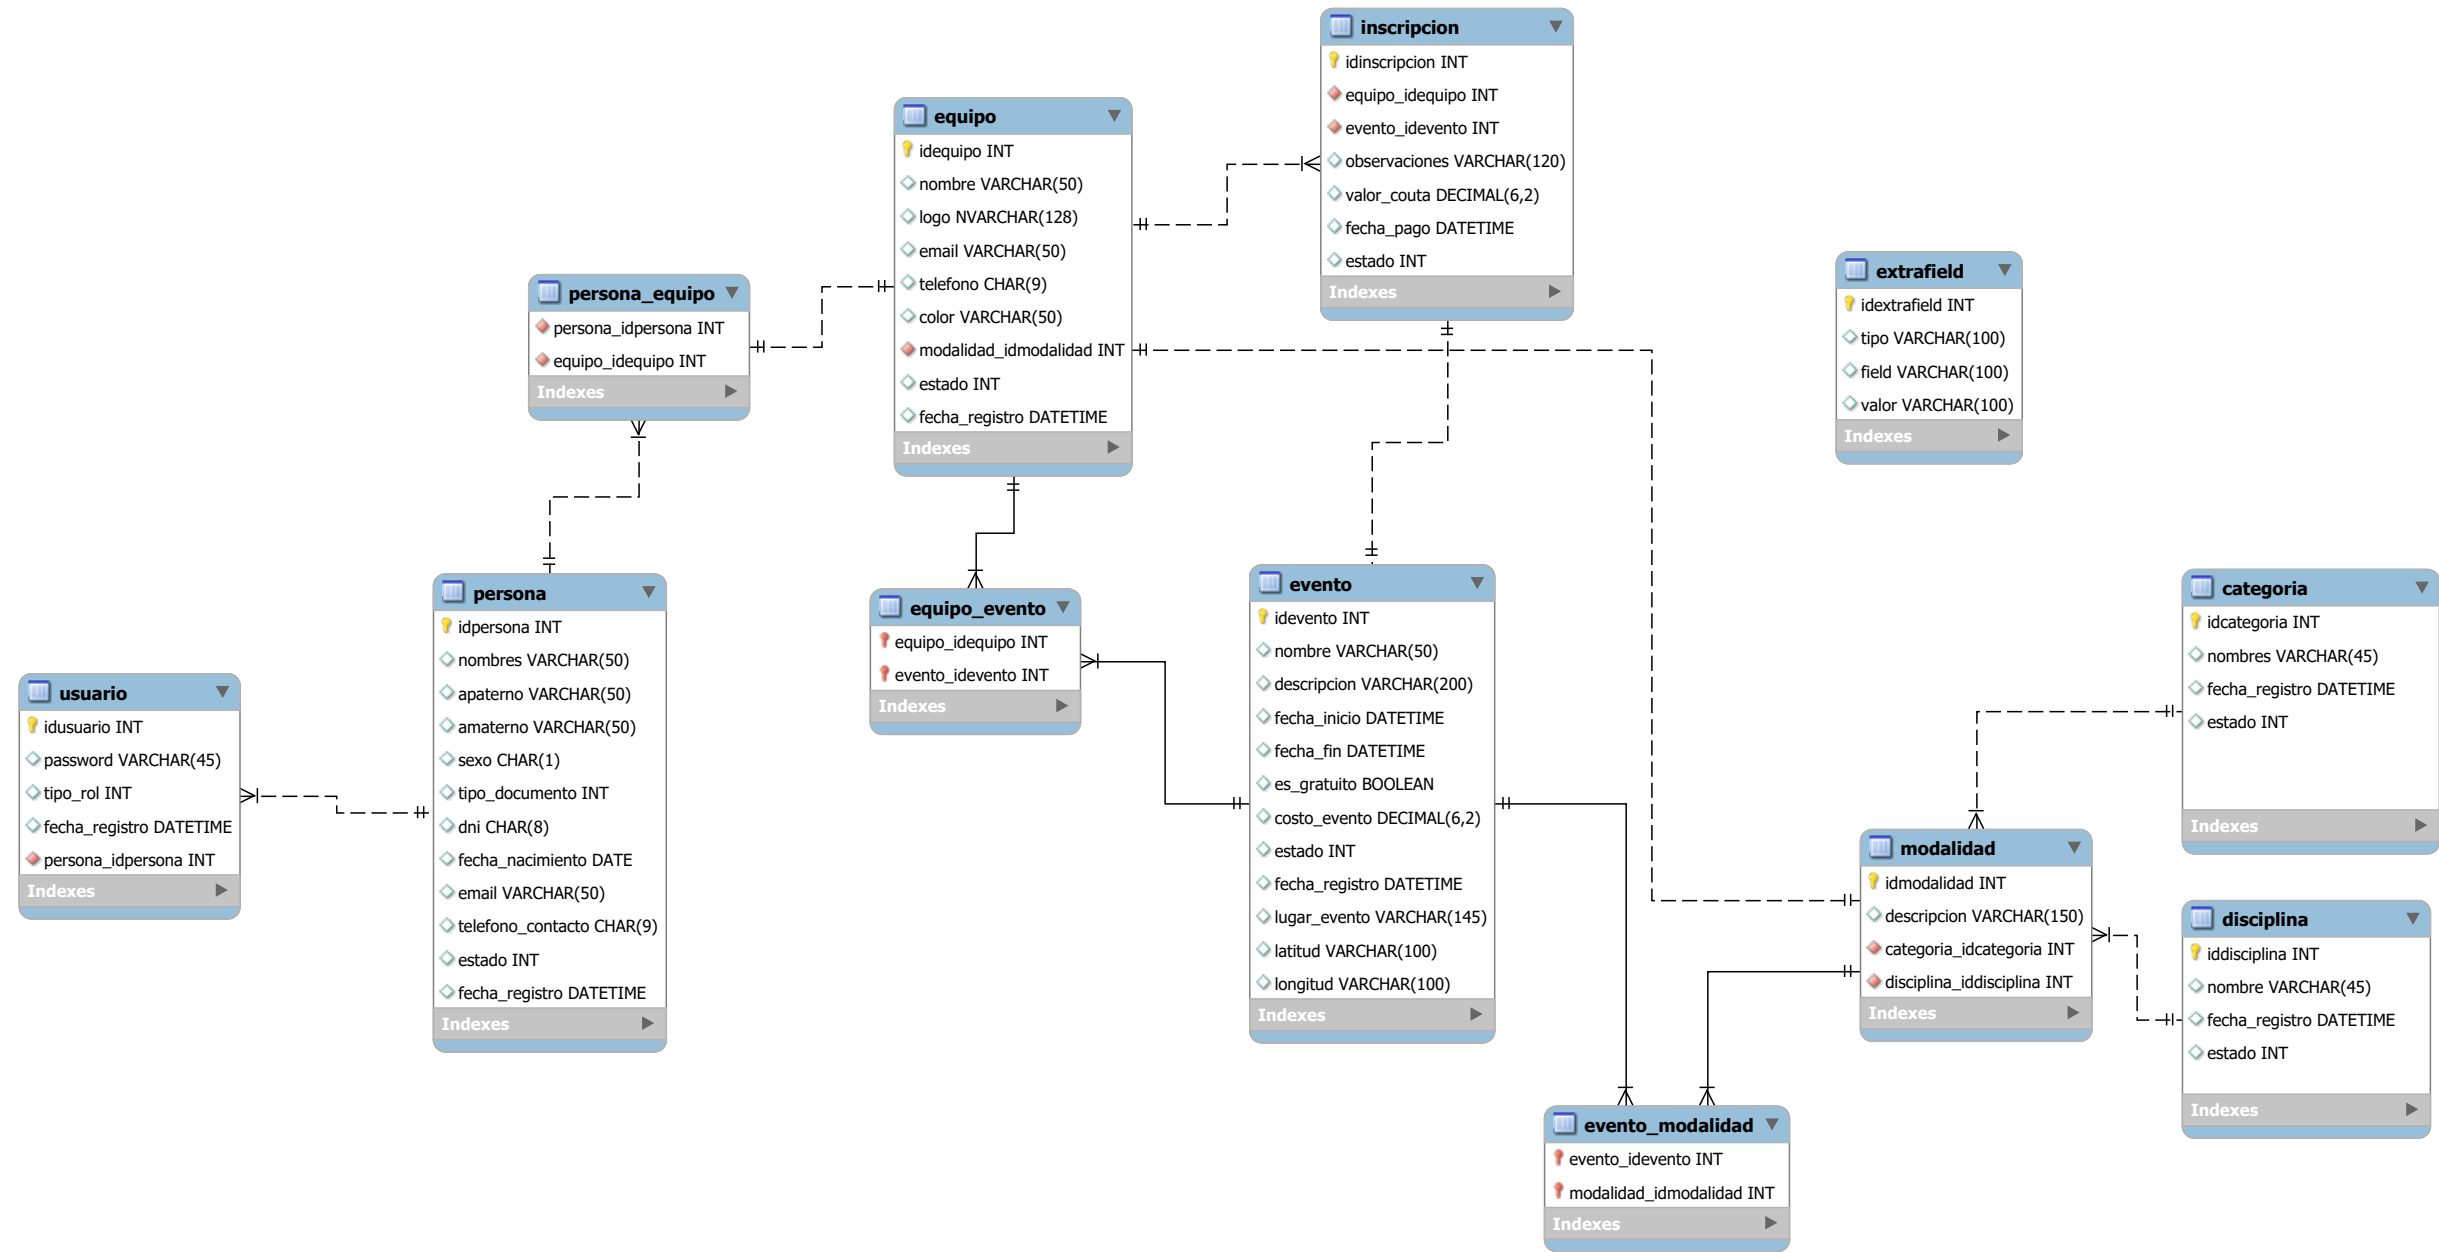 inscripcion
idinscripcion INT
equipo_idequipo INT
evento_idevento INT
observaciones VARCHAR(120)
valor_couta DECIMAL(6,2)
fecha_pago DATETIME
estado INT
Indexes
equipo
idequipo INT
nombre VARCHAR(50)
logo NVARCHAR(128)
email VARCHAR(50)
telefono CHAR(9)
color VARCHAR(50)
modalidad_idmodalidad INT
estado INT
fecha_registro DATETIME
Indexes
extrafield
idextrafield INT
tipo VARCHAR(100)
field VARCHAR(100)
valor VARCHAR(100)
Indexes
persona_equipo
persona_idpersona INT
equipo_idequipo INT
Indexes
persona
idpersona INT
nombres VARCHAR(50)
apaterno VARCHAR(50)
amaterno VARCHAR(50)
sexo CHAR(1)
tipo_documento INT
dni CHAR(8)
fecha_nacimiento DATE
email VARCHAR(50)
telefono_contacto CHAR(9)
estado INT
fecha_registro DATETIME
Indexes
usuario
idusuario INT
password VARCHAR(45)
tipo_rol INT
fecha_registro DATETIME
persona_idpersona INT
Indexes
equipo_evento
equipo_idequipo INT
evento_idevento INT
Indexes
evento
idevento INT
nombre VARCHAR(50)
descripcion VARCHAR(200)
fecha_inicio DATETIME
fecha_fin DATETIME
es_gratuito BOOLEAN
costo_evento DECIMAL(6,2)
estado INT
fecha_registro DATETIME
lugar_evento VARCHAR(145)
latitud VARCHAR(100)
longitud VARCHAR(100)
Indexes
categoria
idcategoria INT
nombres VARCHAR(45)
fecha_registro DATETIME
estado INT
Indexes
modalidad
idmodalidad INT
descripcion VARCHAR(150)
categoria_idcategoria INT
disciplina_iddisciplina INT
Indexes
disciplina
iddisciplina INT
nombre VARCHAR(45)
fecha_registro DATETIME
estado INT
Indexes
evento_modalidad
evento_idevento INT
modalidad_idmodalidad INT
Indexes